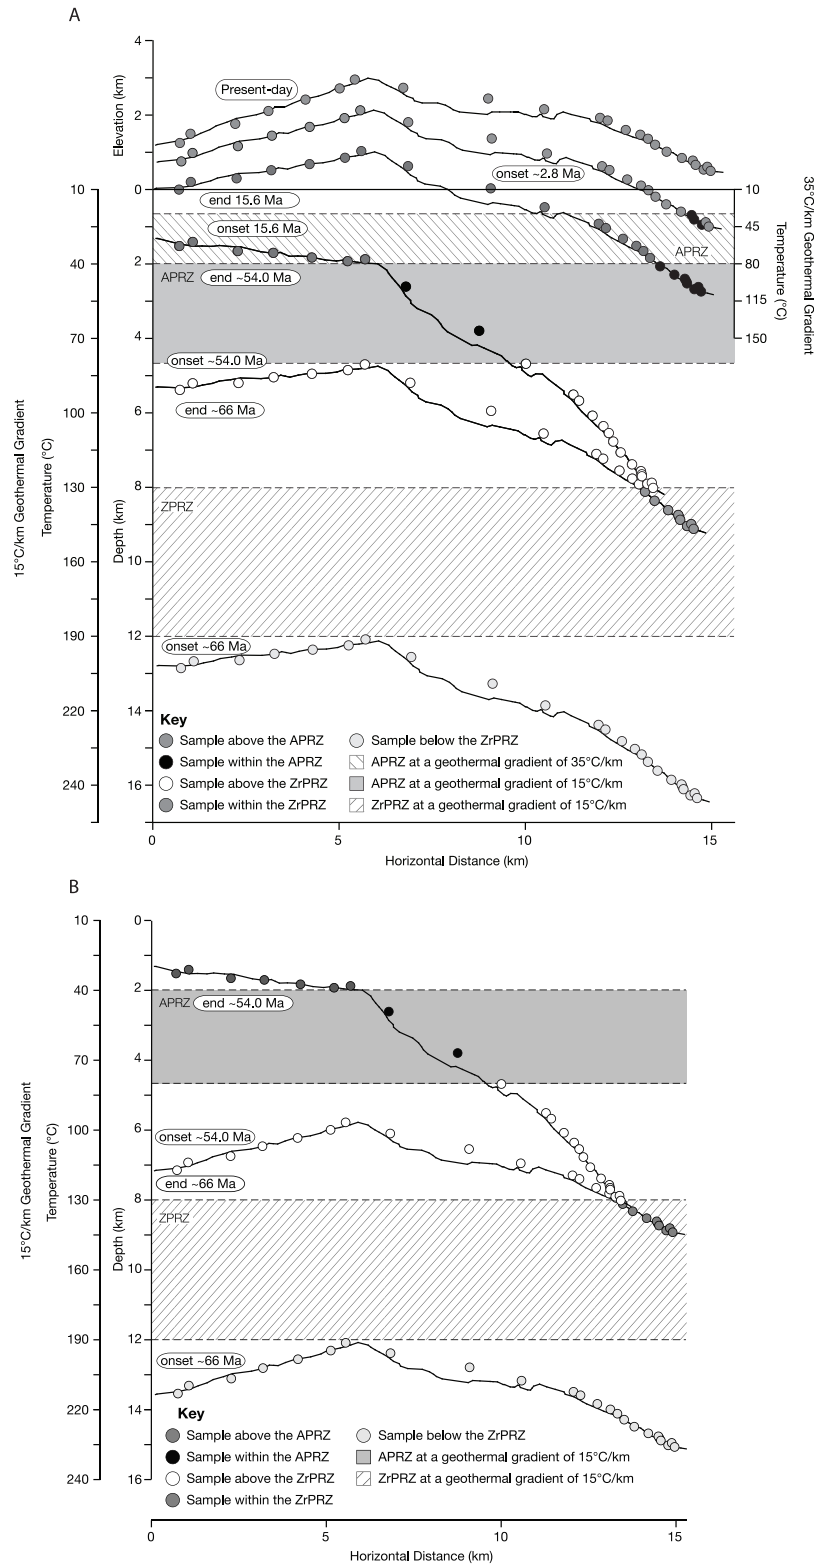 A
4
2
0
2
4
6
8
10
12
14
16
Elevation (km)
Depth (km)
10
40
70
100
130
160
190
220
240
15°C/km Geothermal Gradient
Temperature (°C)
10
45
80
115
150
Temperature (°C)
35°C/km Geothermal Gradient
Present-day
onset ~2.8 Ma
end 15.6 Ma
onset 15.6 Ma
APRZ
APRZ
end ~54.0 Ma
onset ~54.0 Ma
end ~66 Ma
ZPRZ
onset ~66 Ma
Key
Sample above the APRZ
Sample within the APRZ
Sample above the ZrPRZ
Sample within the ZrPRZ
Sample below the ZrPRZ
APRZ at a geothermal gradient of 35°C/km
APRZ at a geothermal gradient of 15°C/km
ZrPRZ at a geothermal gradient of 15°C/km
0
5
10
15
Horizontal Distance (km)
B
10
40
70
100
130
160
190
220
240
15°C/km Geothermal Gradient
Temperature (°C)
0
2
4
6
8
10
12
14
16
Depth (km)
APRZ
end ~54.0 Ma
onset ~54.0 Ma
end ~66 Ma
ZPRZ
onset ~66 Ma
Key
Sample above the APRZ
Sample within the APRZ
Sample above the ZrPRZ
Sample within the ZrPRZ
Sample below the ZrPRZ
APRZ at a geothermal gradient of 15°C/km
ZrPRZ at a geothermal gradient of 15°C/km
0
5
10
15
Horizontal Distance (km)